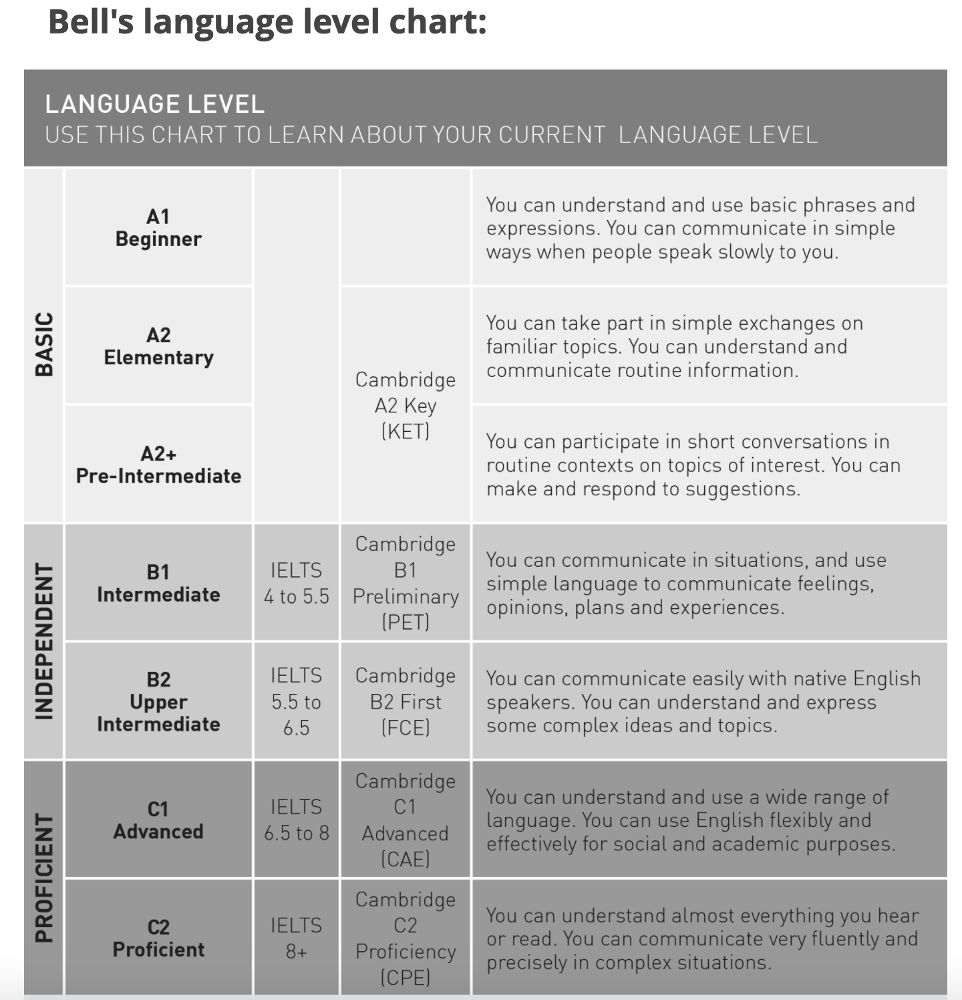 Bell's language level chart:
LANGUAGE LEVEL
USE THIS CHART TO LEARN ABOUT YOUR CURRENT LANGUAGE LEVEL
BASIC
A1
Beginner
You can understand and use basic phrases and
expressions. You can communicate in simple
ways when people speak slowly to you.
A2
Elementary
Cambridge
A2 Key
(KET)
You can take part in simple exchanges on
familiar topics. You can understand and
communicate routine information.
A2+
Pre-Intermediate
You can participate in short conversations in
routine contexts on topics of interest. You can
make and respond to suggestions.
INDEPENDENT
B1
Intermediate
IELTS
4 to 5.5
Cambridge
B1
Preliminary
(PET)
You can communicate in situations, and use
simple language to communicate feelings,
opinions, plans and experiences.
B2
Upper
Intermediate
IELTS
5.5 to
6.5
Cambridge
B2 First
(FCE)
You can communicate easily with native English
speakers. You can understand and express
some complex ideas and topics.
PROFICIENT
C1
Advanced
IELTS
6.5 to 8
Cambridge
C1
Advanced
(CAE)
You can understand and use a wide range of
language. You can use English flexibly and
effectively for social and academic purposes.
C2
Proficient
IELTS
8+
Cambridge
C2
Proficiency
(CPE)
You can understand almost everything you hear
or read. You can communicate very fluently and
precisely in complex situations.